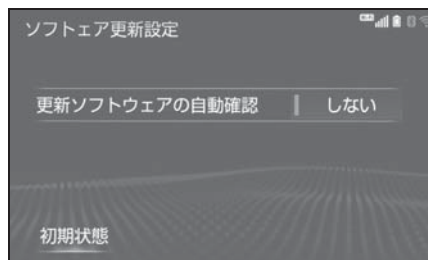 ソフトェア更新設定
更新ソフトウェアの自動確認 しない
初期状態